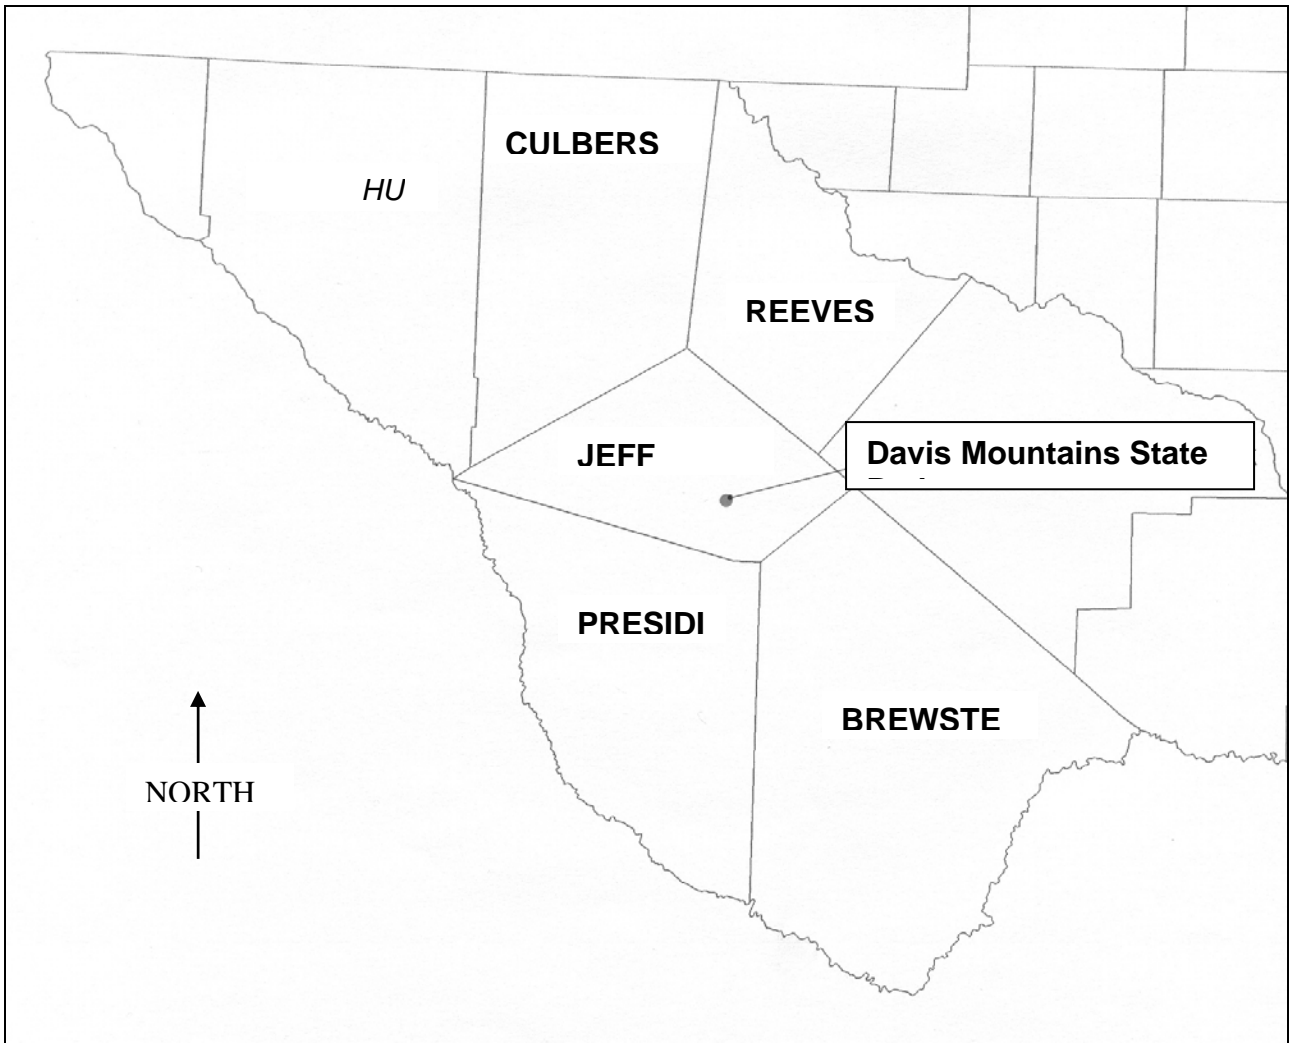 CULBERS
HU
REEVES
JEFF
Davis Mountains State
PRESIDI
BREWSTE
NORTH